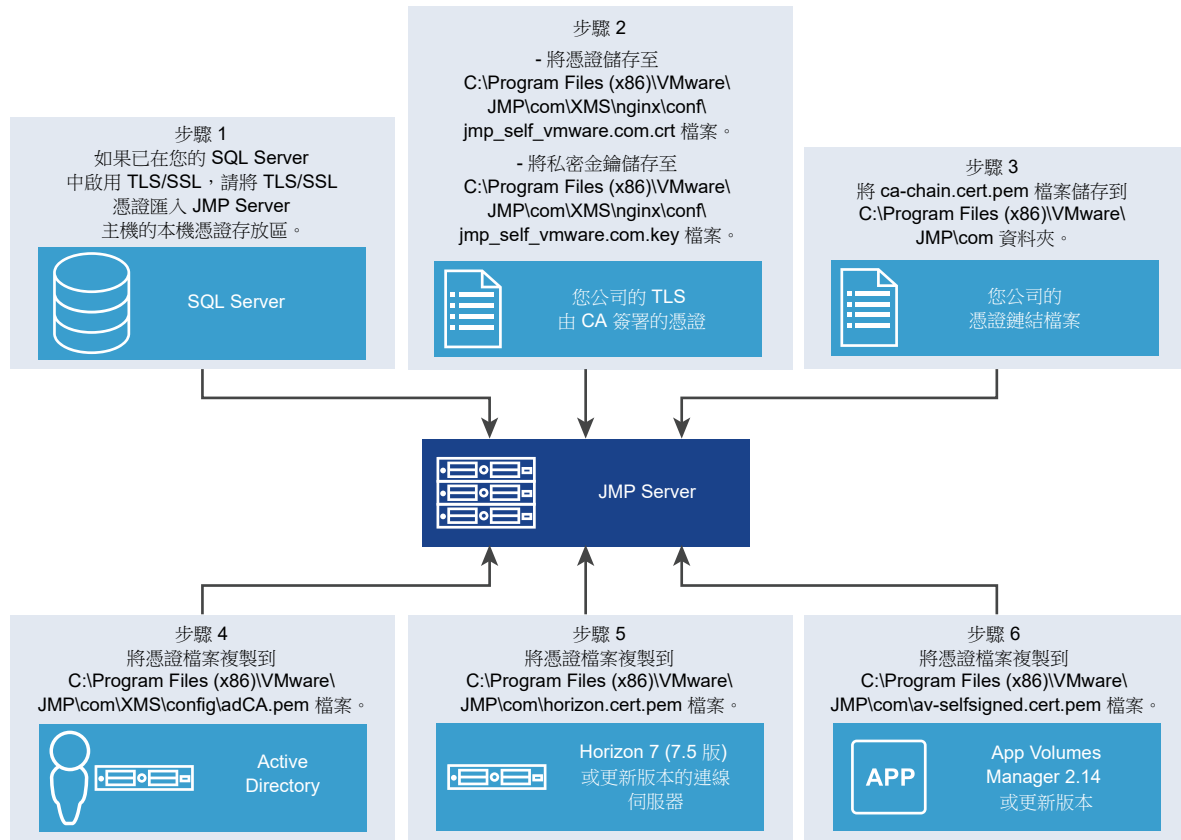 步驟 1
如果已在您的 SQL Server
中啟用 TLS/SSL,請將 TLS/SSL
憑證匯入 JMP Server
主機的本機憑證存放區。
SQL Server
步驟 2
- 將憑證儲存至
C:\Program Files (x86)\VMware\
JMP\com\XMS\nginx\conf\
jmp_self_vmware.com.crt 檔案。
- 將私密金鑰儲存至
C:\Program Files (x86)\VMware\
JMP\com\XMS\nginx\conf\
jmp_self_vmware.com.key 檔案。
您公司的 TLS
由 CA 簽署的憑證
步驟 3
將 ca-chain.cert.pem 檔案儲存到
C:\Program Files (x86)\VMware\
JMP\com 資料夾。
您公司的
憑證鏈結檔案
JMP Server
步驟 4
將憑證檔案複製到
C:\Program Files (x86)\VMware\
JMP\com\XMS\config\adCA.pem 檔案。
Active
Directory
步驟 5
將憑證檔案複製到
C:\Program Files (x86)\VMware\
JMP\com\horizon.cert.pem 檔案。
Horizon 7 (7.5 版)
或更新版本的連線
伺服器
步驟 6
將憑證檔案複製到
C:\Program Files (x86)\VMware\
JMP\com\av-selfsigned.cert.pem 檔案。
APP
App Volumes
Manager 2.14
或更新版本